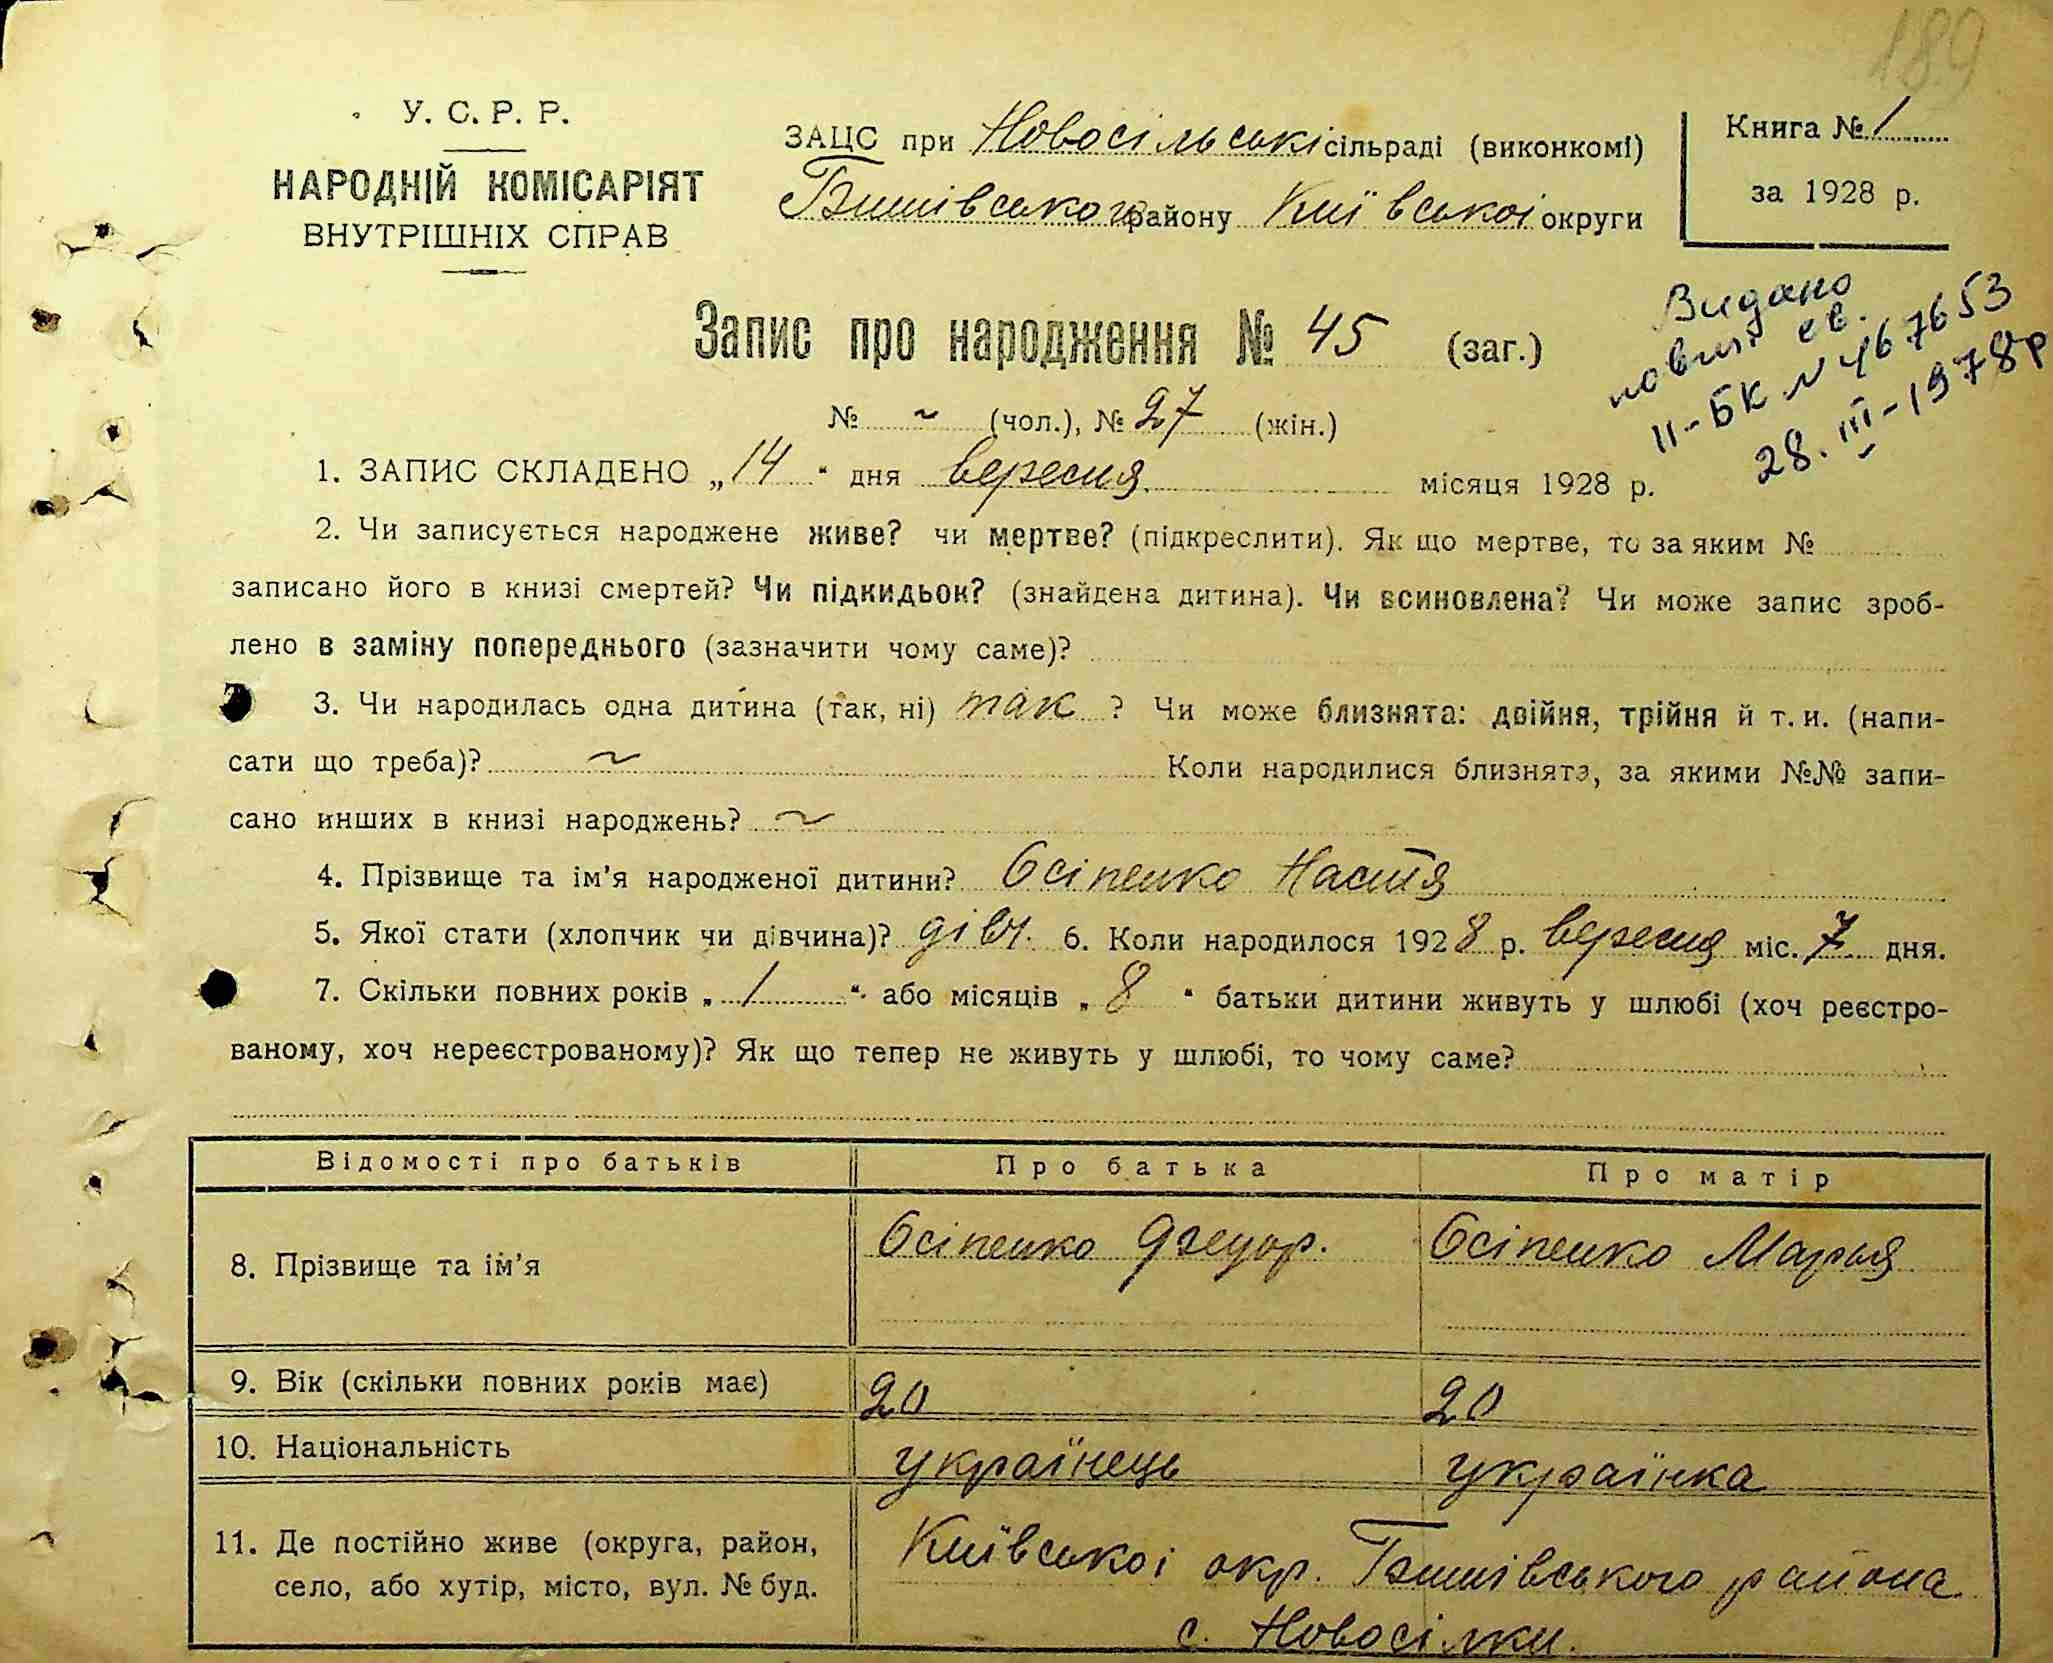 189
У. С. Р. Р.
НАРОДНІЙ КОМІСАРІЯТ
ВНУТРІШНІХ СПРАВ
ЗАЦС при Новосільські сільраді (виконкомі)
Бишівського району Київської округи
Книга № 1
за 1928 р.
Запис про народження № 45 (заг.)
Видано
новий св.
II-БК № 467653
28. III-1978р
№ ~ (чол.), № 27 (жін.)
1. ЗАПИС СКЛАДЕНО „14" дня вересня місяця 1928 р.
2. Чи записується народжене живе? чи мертве? (підкреслити). Як що мертве, то за яким №
записано його в книзі смертей? Чи підкидьок? (знайдена дитина). Чи всиновлена? Чи може запис зроб-
лено в заміну попереднього (зазначити чому саме)?
3. Чи народилась одна дитина (так, ні) так ? Чи може близнята: двійня, трійня й т. и. (напи-
сати що треба)? ~ Коли народилися близнята, за якими №№ запи-
сано инших в книзі народжень? ~
4. Прізвище та ім'я народженої дитини? Осіпенко Настя
5. Якої стати (хлопчик чи дівчина)? дівч. 6. Коли народилося 1928 р. вересня міс. 7 дня.
7. Скільки повних років „ 1 " або місяців „ 8 " батьки дитини живуть у шлюбі (хоч реєстро-
ваному, хоч нереєстрованому)? Як що тепер не живуть у шлюбі, то чому саме?
Відомості про батьків Про батька Про матір
8. Прізвище та ім'я Осіпенко Федор. Осіпенко Марья
9. Вік (скільки повних років має) 20 20
10. Національність українець українка
11. Де постійно живе (округа, район,
село, або хутір, місто, вул. № буд.
Київської окр. Бишівського района
с. Новосілки.